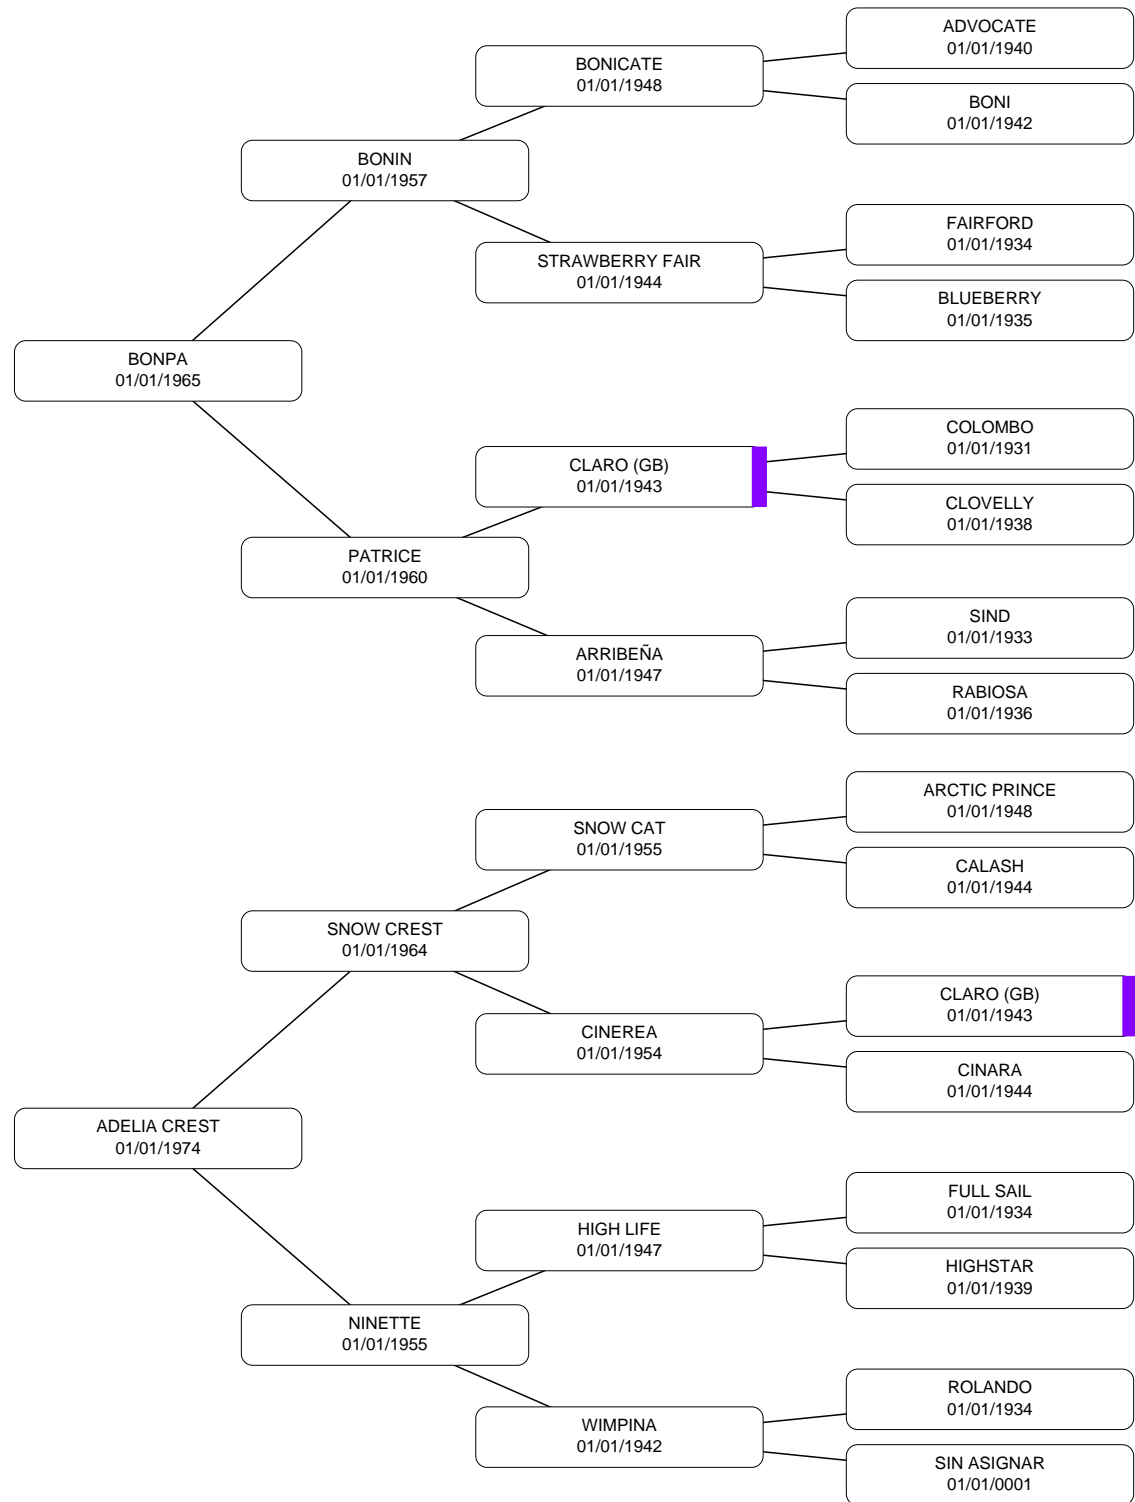 ADVOCATE
01/01/1940
BONICATE
01/01/1948
BONI
01/01/1942
BONIN
01/01/1957
FAIRFORD
01/01/1934
STRAWBERRY FAIR
01/01/1944
BLUEBERRY
01/01/1935
BONPA
01/01/1965
COLOMBO
01/01/1931
CLARO (GB)
01/01/1943
CLOVELLY
01/01/1938
PATRICE
01/01/1960
SIND
01/01/1933
ARRIBEÑA
01/01/1947
RABIOSA
01/01/1936
ARCTIC PRINCE
01/01/1948
SNOW CAT
01/01/1955
CALASH
01/01/1944
SNOW CREST
01/01/1964
CLARO (GB)
01/01/1943
CINEREA
01/01/1954
CINARA
01/01/1944
ADELIA CREST
01/01/1974
FULL SAIL
01/01/1934
HIGH LIFE
01/01/1947
HIGHSTAR
01/01/1939
NINETTE
01/01/1955
ROLANDO
01/01/1934
WIMPINA
01/01/1942
SIN ASIGNAR
01/01/0001